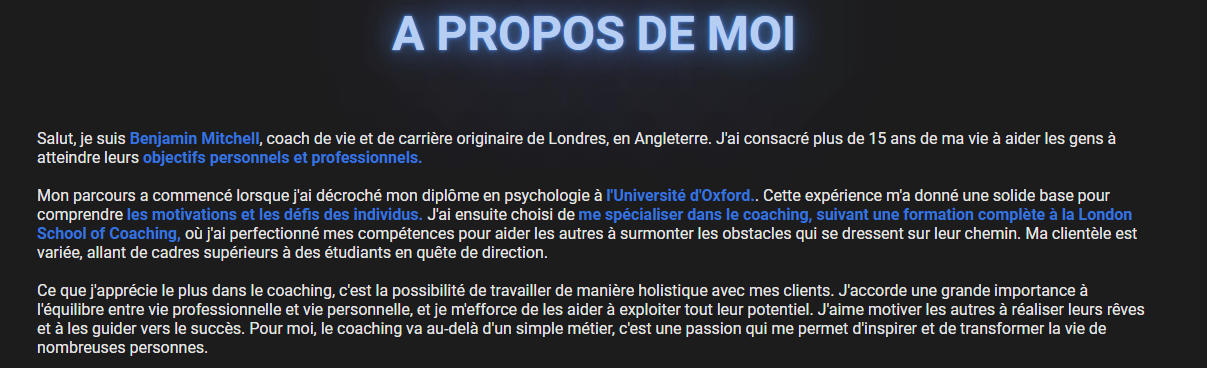 A PROPOS DE MOI
Salut, je suis Benjamin Mitchell, coach de vie et de carrière originaire de Londres, en Angleterre. J'ai consacré plus de 15 ans de ma vie à aider les gens à
atteindre leurs objectifs personnels et professionnels.
Mon parcours a commencé lorsque j'ai décroché mon diplôme en psychologie à l'Université d'Oxford.. Cette expérience m'a donné une solide base pour
comprendre les motivations et les défis des individus. J'ai ensuite choisi de me spécialiser dans le coaching, suivant une formation complète à la London
School of Coaching, où j'ai perfectionné mes compétences pour aider les autres à surmonter les obstacles qui se dressent sur leur chemin. Ma clientèle est
variée, allant de cadres supérieurs à des étudiants en quête de direction.
Ce que j'apprécie le plus dans le coaching, c'est la possibilité de travailler de manière holistique avec mes clients. J'accorde une grande importance à
l'équilibre entre vie professionnelle et vie personnelle, et je m'efforce de les aider à exploiter tout leur potentiel. J'aime motiver les autres à réaliser leurs rêves
et à les guider vers le succès. Pour moi, le coaching va au-delà d'un simple métier, c'est une passion qui me permet d'inspirer et de transformer la vie de
nombreuses personnes.